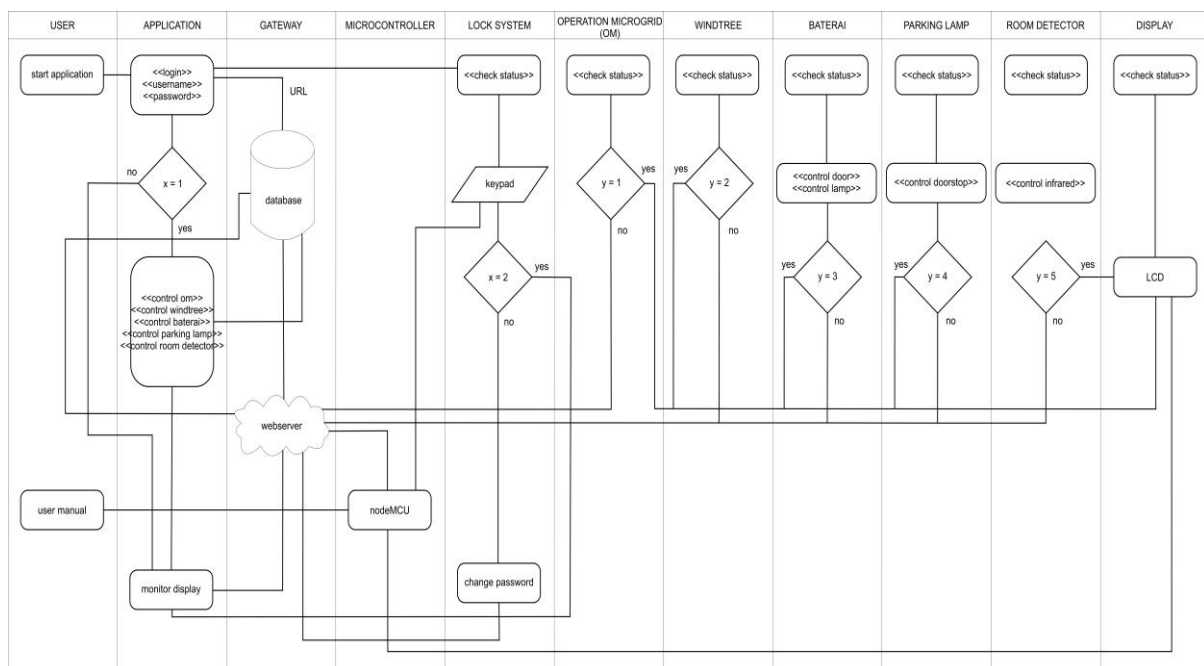 USER
APPLICATION
GATEWAY
MICROCONTROLLER
LOCK SYSTEM
OPERATION MICROGRID
(OM)
WINDTREE
BATERAI
PARKING LAMP
ROOM DETECTOR
DISPLAY
start application
<<login>>
<<username>>
<<password>>
URL
<<check status>>
<<check status>>
<<check status>>
<<check status>>
<<check status>>
<<check status>>
<<check status>>
no
x = 1
yes
database
keypad
y = 1
yes
no
yes
y = 2
no
<<control door>>
<<control lamp>>
<<control doorstop>>
<<control infrared>>
x = 2
yes
no
yes
y = 3
no
yes
y = 4
no
y = 5
yes
no
LCD
<<control om>>
<<control windtree>>
<<control baterai>>
<<control parking lamp>>
<<control room detector>>
webserver
user manual
nodeMCU
monitor display
change password